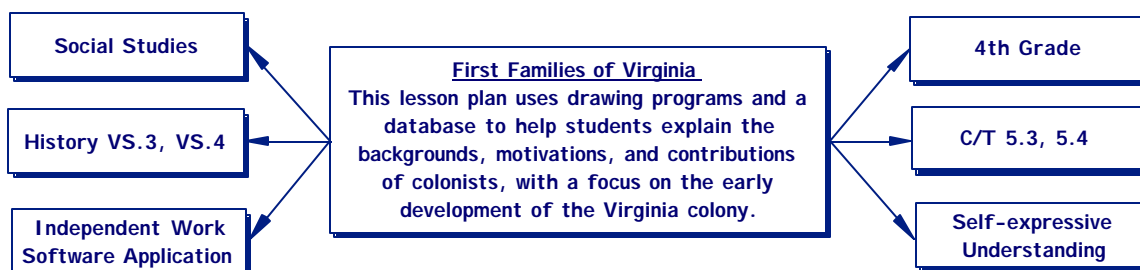 Social Studies
History VS.3, VS.4
Independent Work
Software Application
First Families of Virginia
This lesson plan uses drawing programs and a
database to help students explain the
backgrounds, motivations, and contributions
of colonists, with a focus on the early
development of the Virginia colony.
4th Grade
C/T 5.3, 5.4
Self-expressive
Understanding